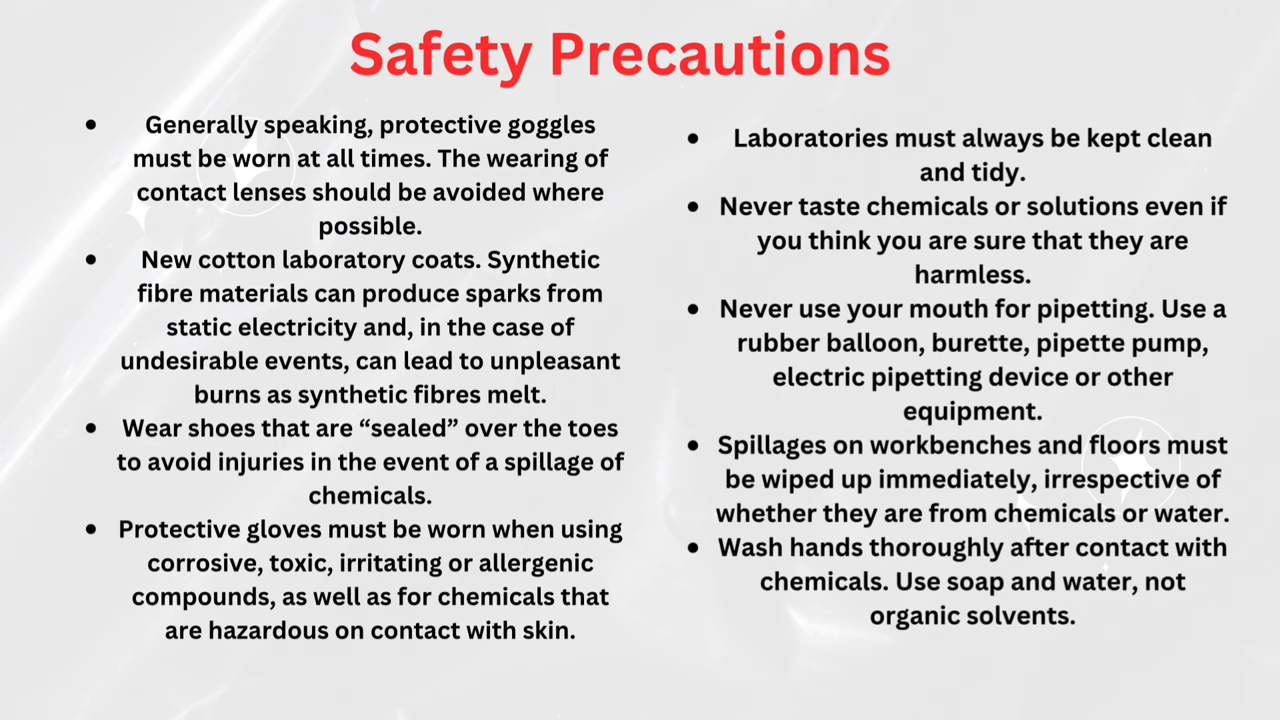 Safety Precautions
• Generally speaking, protective goggles
must be worn at all times. The wearing of
contact lenses should be avoided where
possible.
• New cotton laboratory coats. Synthetic
fibre materials can produce sparks from
static electricity and, in the case of
undesirable events, can lead to unpleasant
burns as synthetic fibres melt.
• Wear shoes that are “sealed” over the toes
to avoid injuries in the event of a spillage of
chemicals.
• Protective gloves must be worn when using
corrosive, toxic, irritating or allergenic
compounds, as well as for chemicals that
are hazardous on contact with skin.
• Laboratories must always be kept clean
and tidy.
• Never taste chemicals or solutions even if
you think you are sure that they are
harmless.
• Never use your mouth for pipetting. Use a
rubber balloon, burette, pipette pump,
electric pipetting device or other
equipment.
• Spillages on workbenches and floors must
be wiped up immediately, irrespective of
whether they are from chemicals or water.
• Wash hands thoroughly after contact with
chemicals. Use soap and water, not
organic solvents.